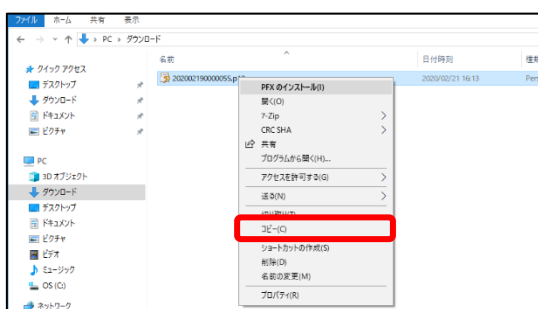 ファイル ホーム 共有 表示
PC › ダウンロード
名前 日付時刻
クイック アクセス
デスクトップ
ダウンロード
ドキュメント
ピクチャ
PC
3D オブジェクト
ダウンロード
デスクトップ
ドキュメント
ピクチャ
ビデオ
ミュージック
OS (C:)
ネットワーク
202002190000055.p12 2020/02/21 16:13
PFX のインストール(I)
開く(O)
7-Zip
CRC SHA
共有
プログラムから開く(H)...
アクセスを許可する(G)
送る(N)
切り取り(T)
コピー(C)
ショートカットの作成(S)
削除(D)
名前の変更(M)
プロパティ(R)